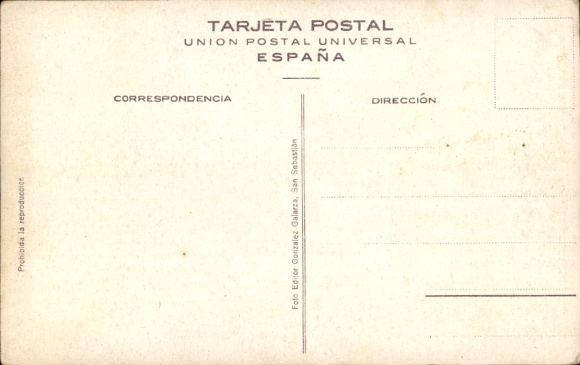 TARJETA POSTAL
UNION POSTAL UNIVERSAL
ESPAÑA
CORRESPONDENCIA
DIRECCIÓN
Prohibida la reproducción
Foto Editor González Galarza, San Sebastián